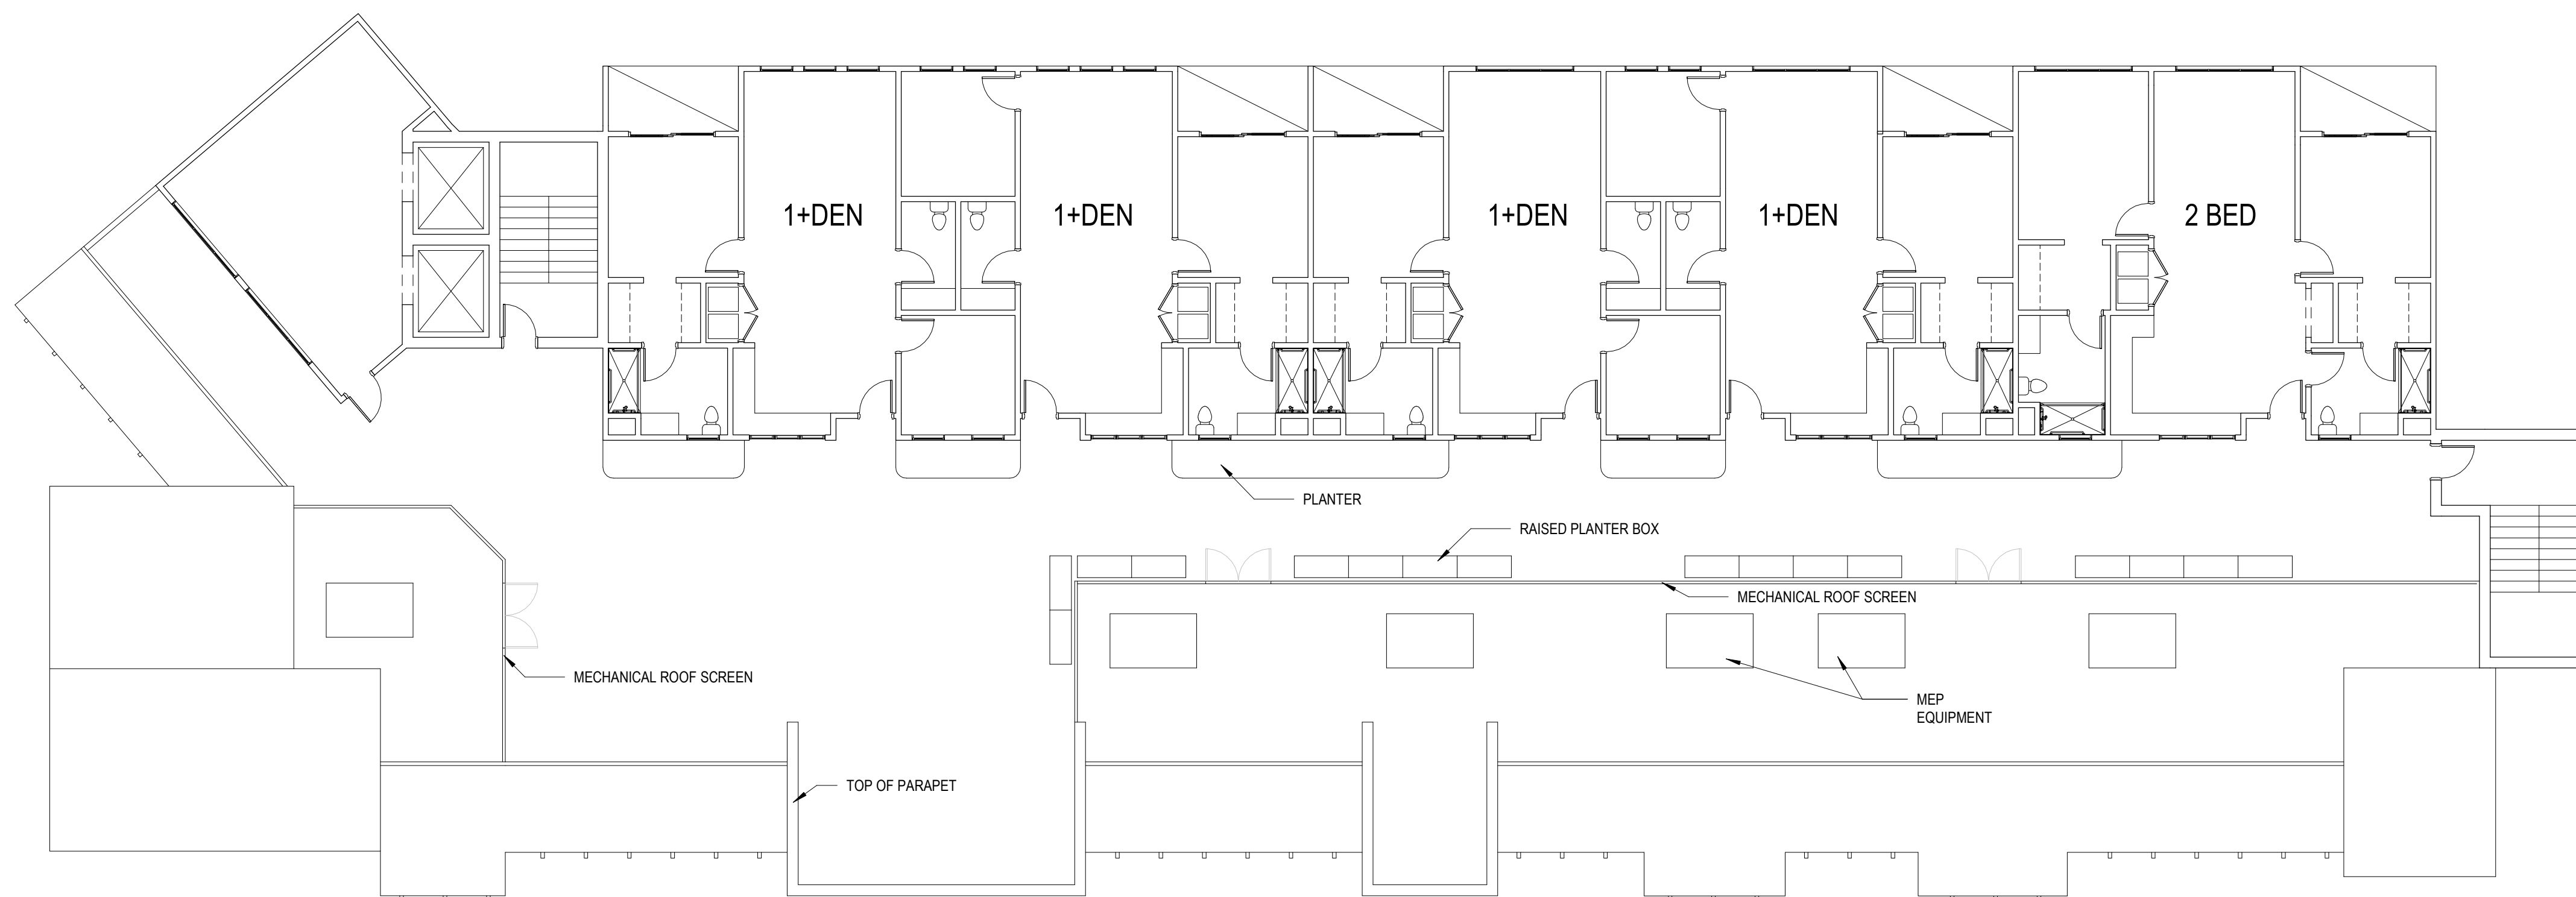 1+DEN
1+DEN
1+DEN
1+DEN
2 BED
PLANTER
RAISED PLANTER BOX
MECHANICAL ROOF SCREEN
MECHANICAL ROOF SCREEN
MEP
EQUIPMENT
TOP OF PARAPET